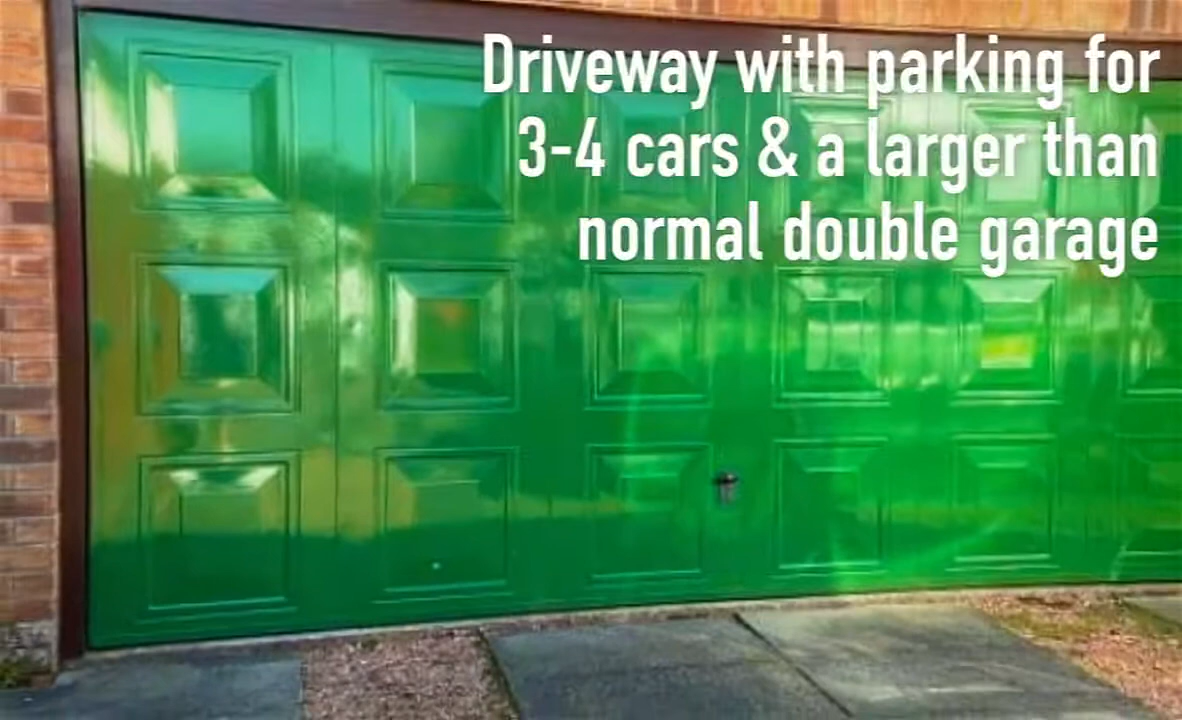 Driveway with parking for
3-4 cars & a larger than
normal double garage